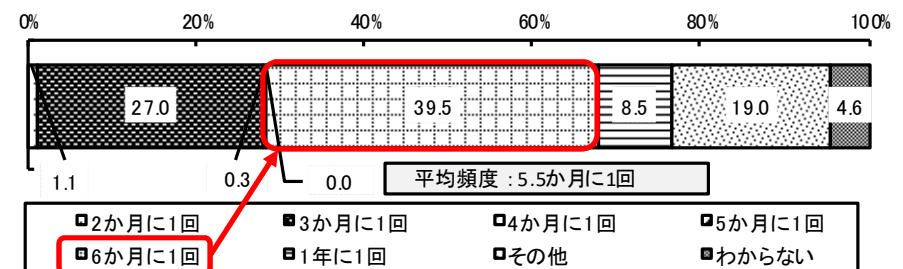 0% 20% 40% 60% 80% 100%
27.0 39.5 8.5 19.0 4.6
1.1 0.3 0.0 平均頻度：5.5か月に1回
2か月に1回 3か月に1回 4か月に1回 5か月に1回
6か月に1回 1年に1回 その他 わからない